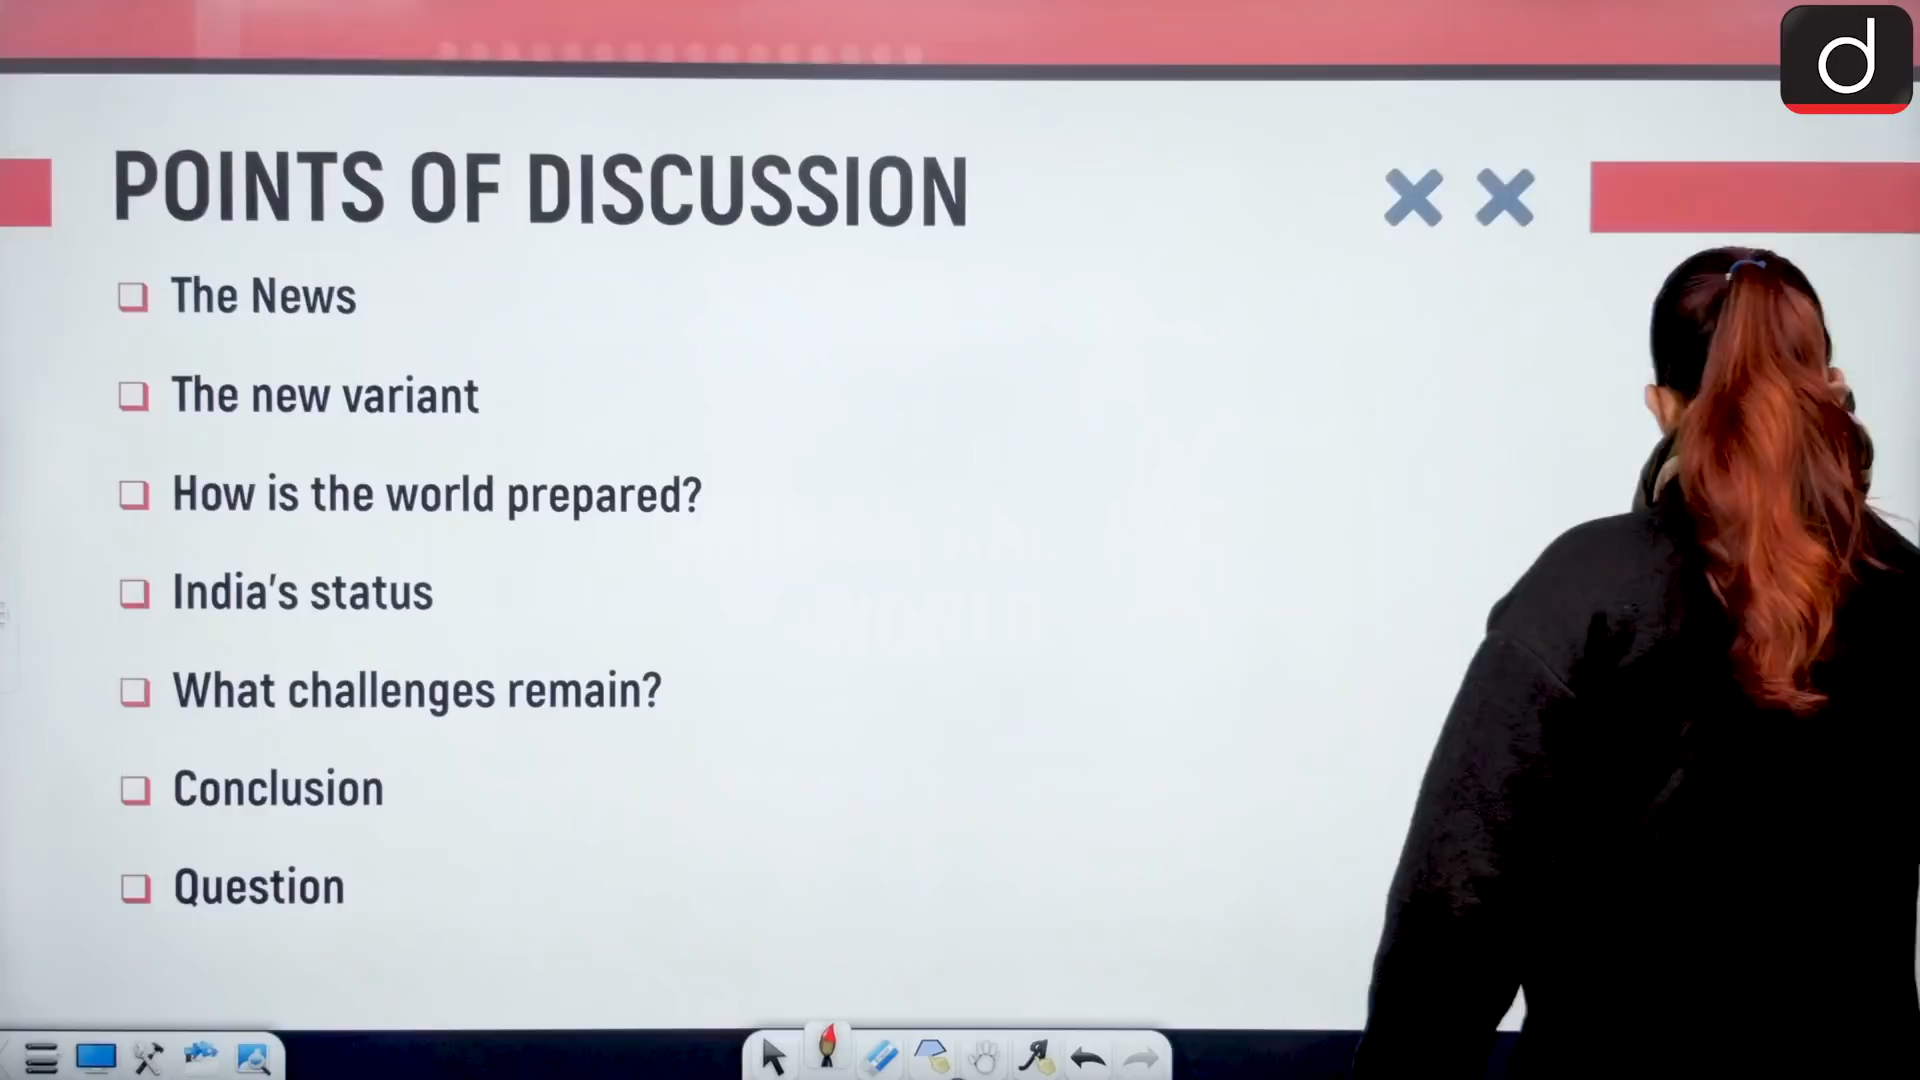 d
POINTS OF DISCUSSION
The News
The new variant
How is the world prepared?
India's status
What challenges remain?
Conclusion
Question